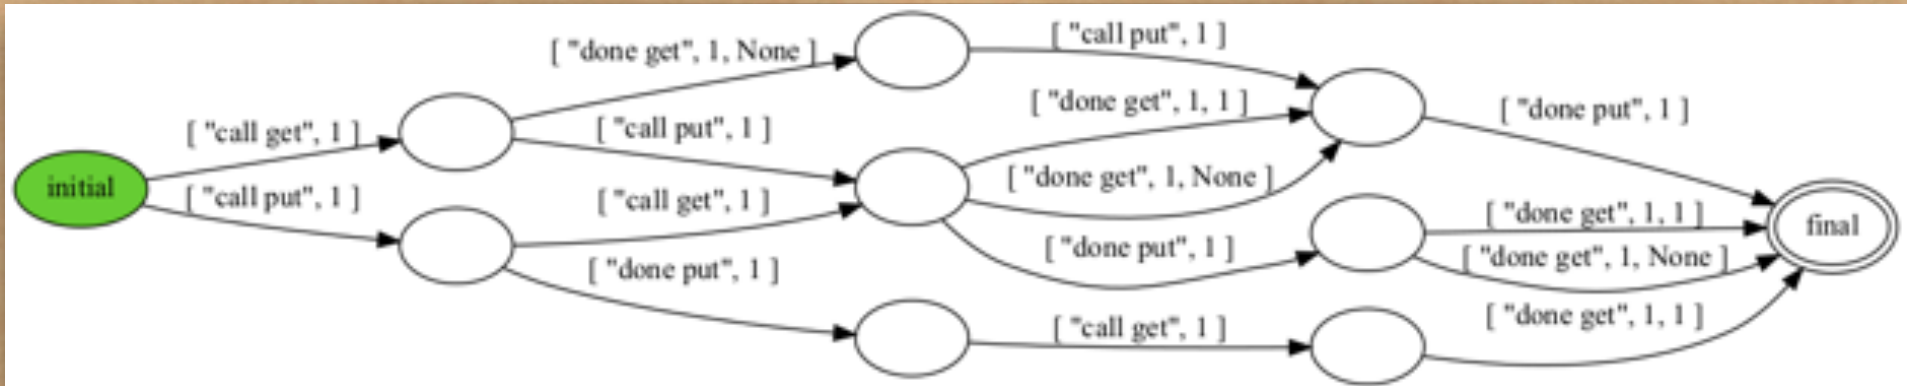 [ "call put", 1 ]
[ "done get", 1, None ]
[ "done get", 1, 1 ]
[ "done put", 1 ]
[ "call get", 1 ]
[ "call put", 1 ]
[ "done get", 1, None ]
initial
[ "call put", 1 ]
[ "call get", 1 ]
[ "done get", 1, 1 ]
final
[ "done put", 1 ]
[ "done get", 1, None ]
[ "done put", 1 ]
[ "call get", 1 ]
[ "done get", 1, 1 ]